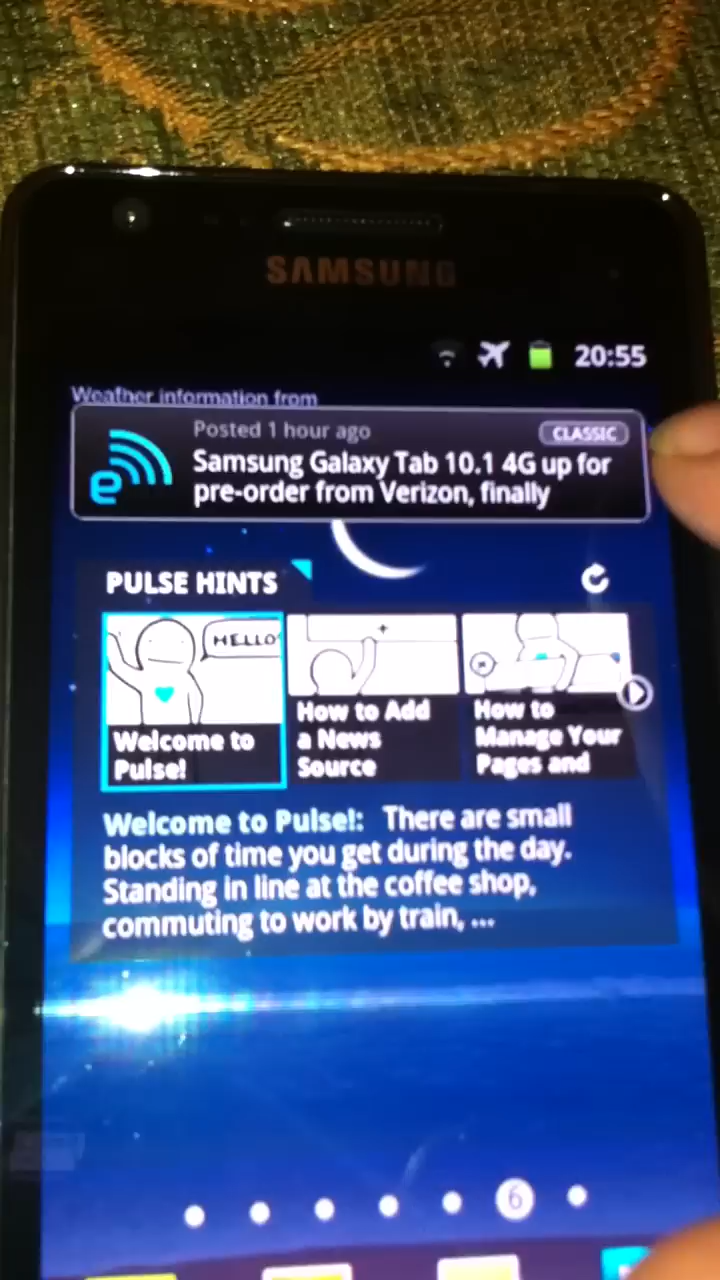 SAMSUNG
20:55
Weather information from
Posted 1 hour ago
CLASSIC
e
Samsung Galaxy Tab 10.1 4G up for
pre-order from Verizon, finally
PULSE HINTS
HELLO
Welcome to
Pulse!
How to Add
a News
Source
How to
Manage Your
Pages and
Welcome to Pulse!: There are small
blocks of time you get during the day.
Standing in line at the coffee shop,
commuting to work by train, ...
6